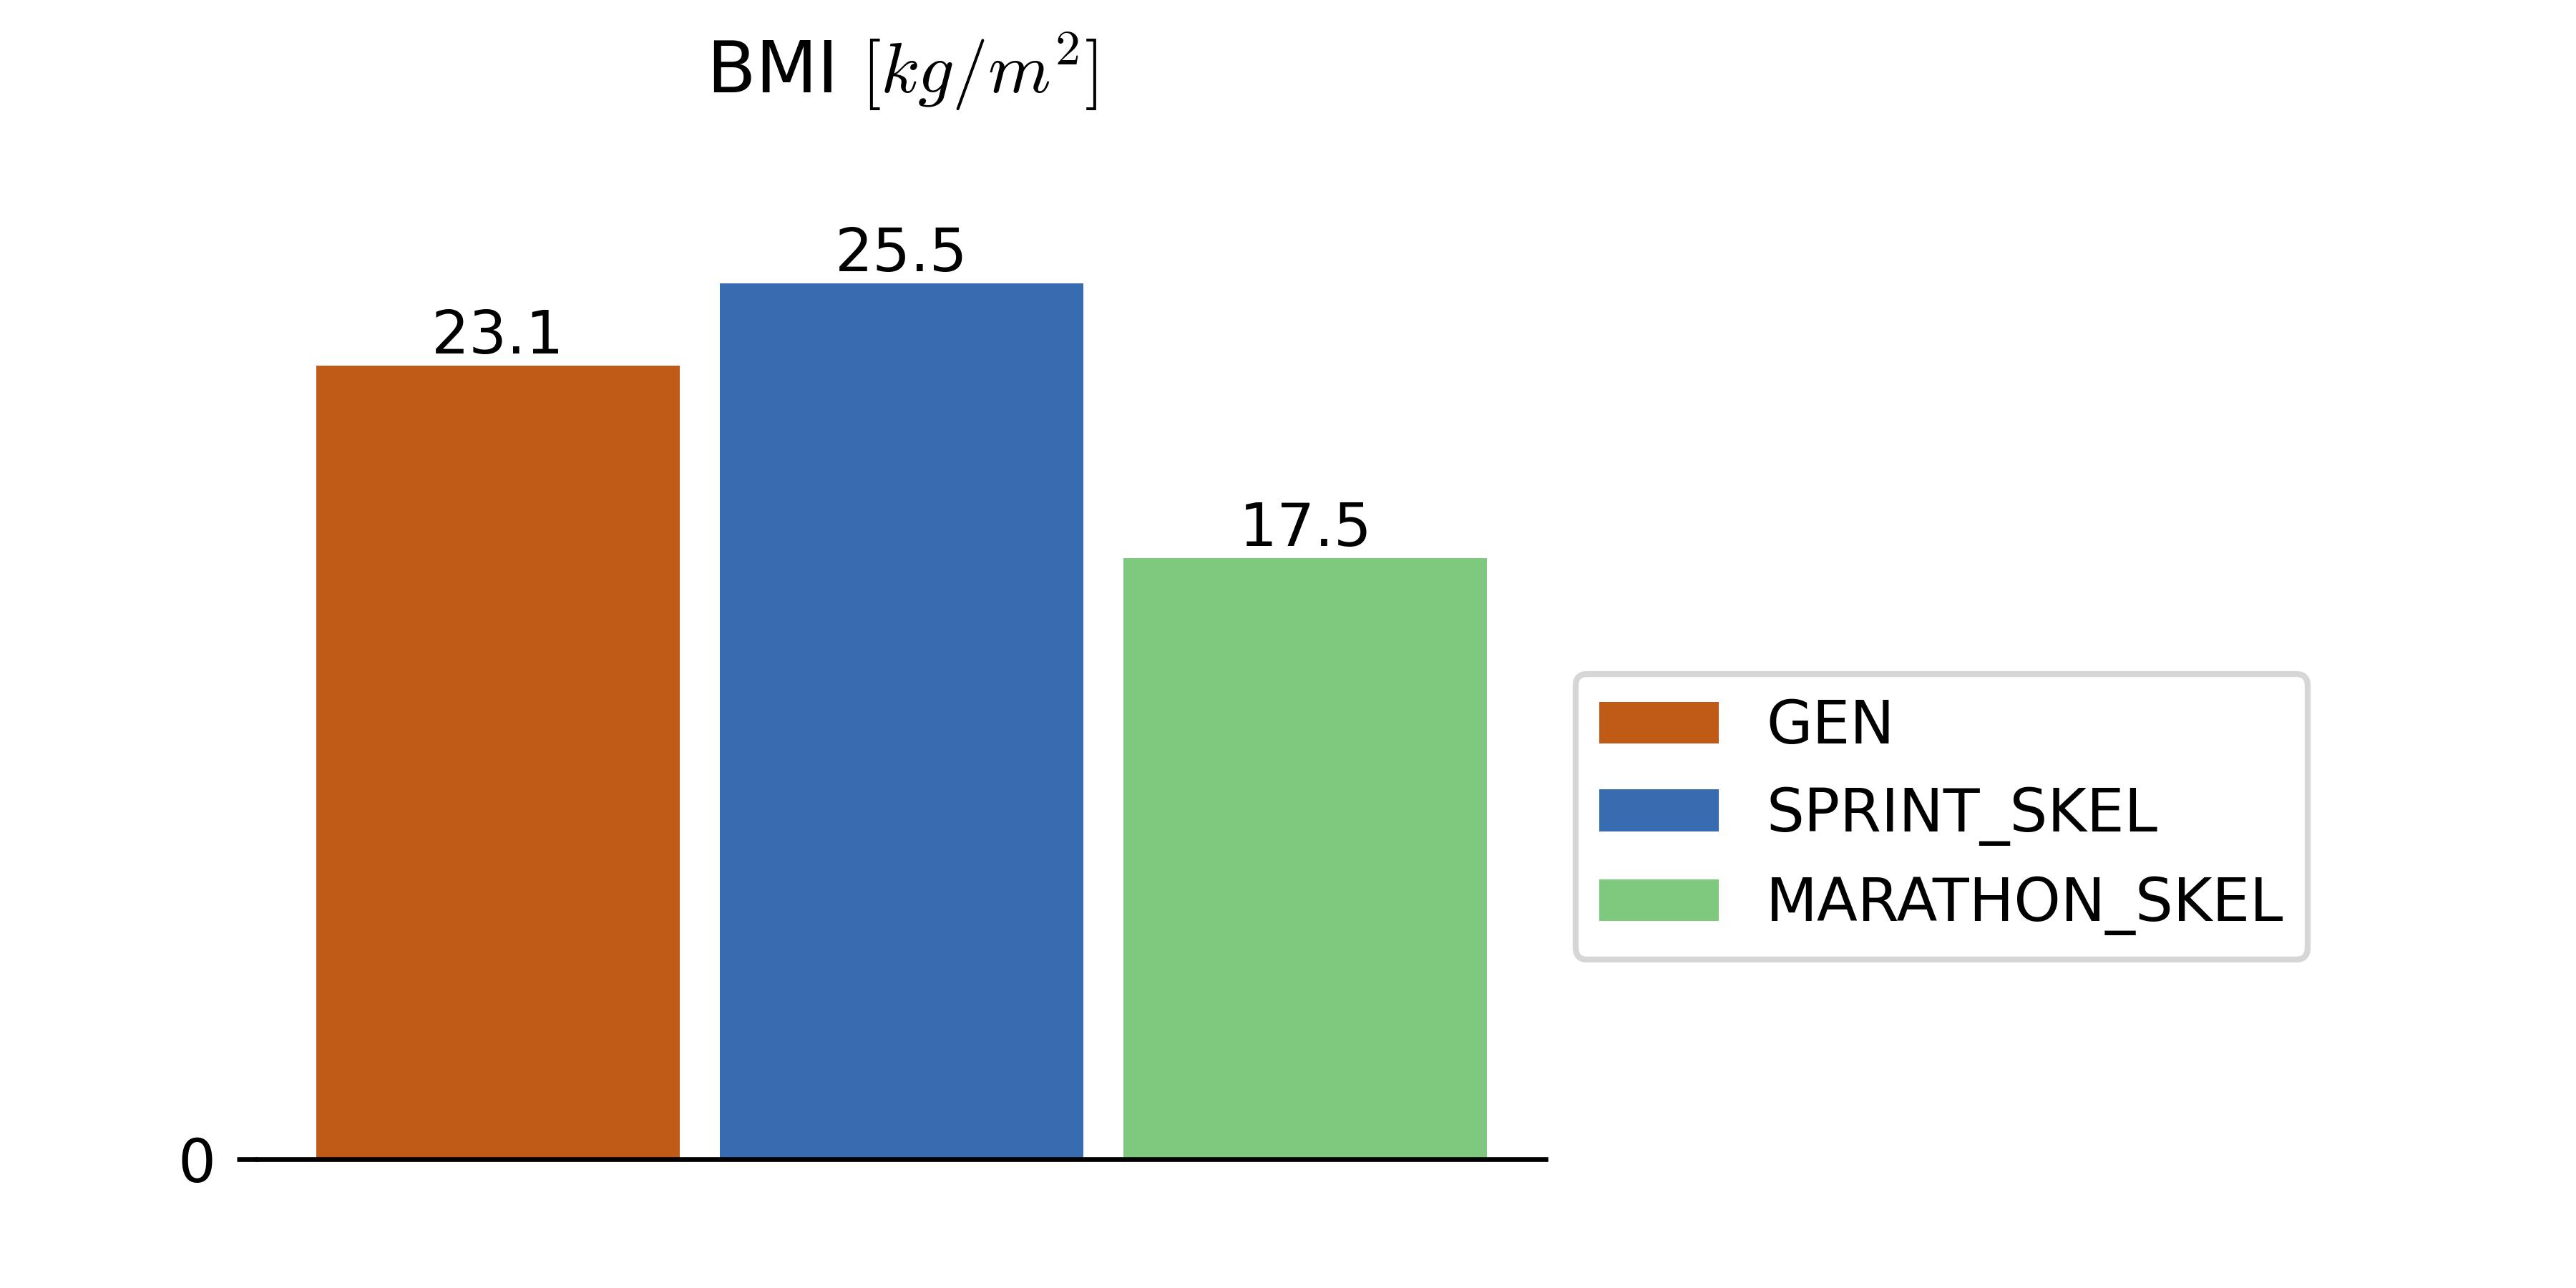 BMI [kg/m²]
25.5
23.1
17.5
GEN
SPRINT_SKEL
MARATHON_SKEL
0